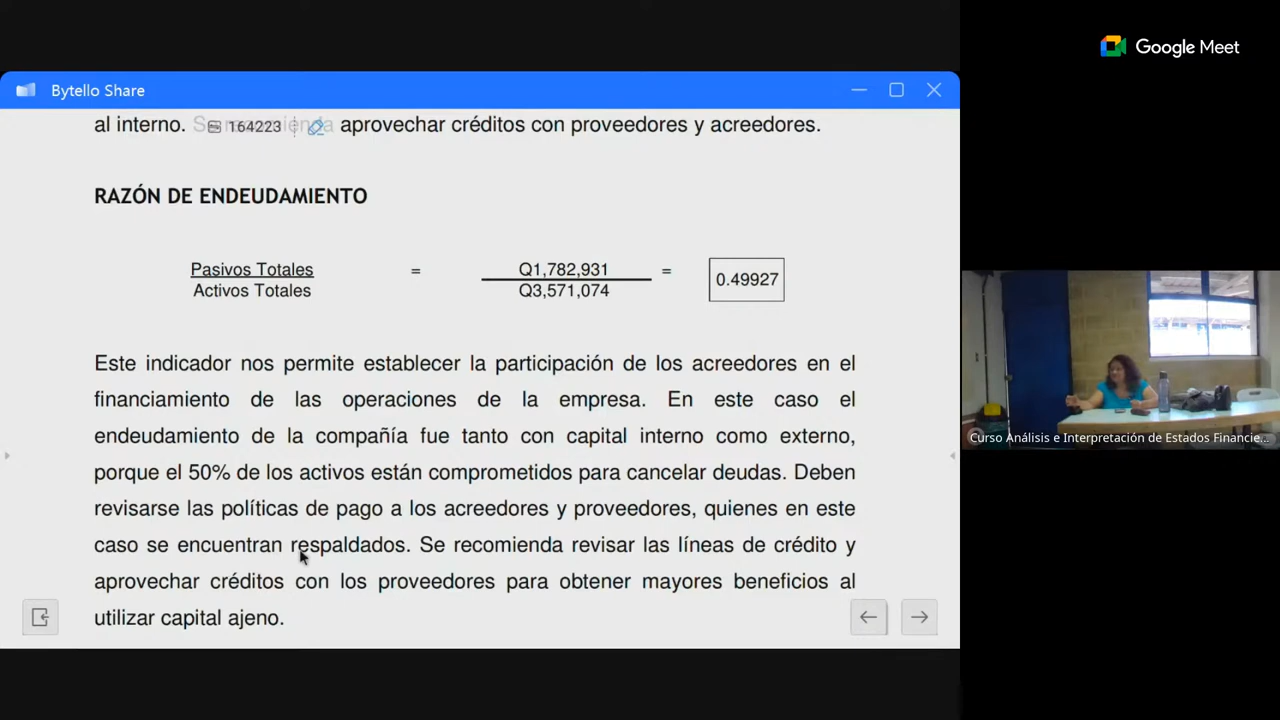 Google Meet
Bytello Share
al interno. Se recomienda aprovechar créditos con proveedores y acreedores.
164223
RAZÓN DE ENDEUDAMIENTO
Pasivos Totales = Q1,782,931 = 0.49927
Activos Totales Q3,571,074
Este indicador nos permite establecer la participación de los acreedores en el
financiamiento de las operaciones de la empresa. En este caso el
endeudamiento de la compañía fue tanto con capital interno como externo,
porque el 50% de los activos están comprometidos para cancelar deudas. Deben
revisarse las políticas de pago a los acreedores y proveedores, quienes en este
caso se encuentran respaldados. Se recomienda revisar las líneas de crédito y
aprovechar créditos con los proveedores para obtener mayores beneficios al
utilizar capital ajeno.
Curso Análisis e Interpretación de Estados Financie...